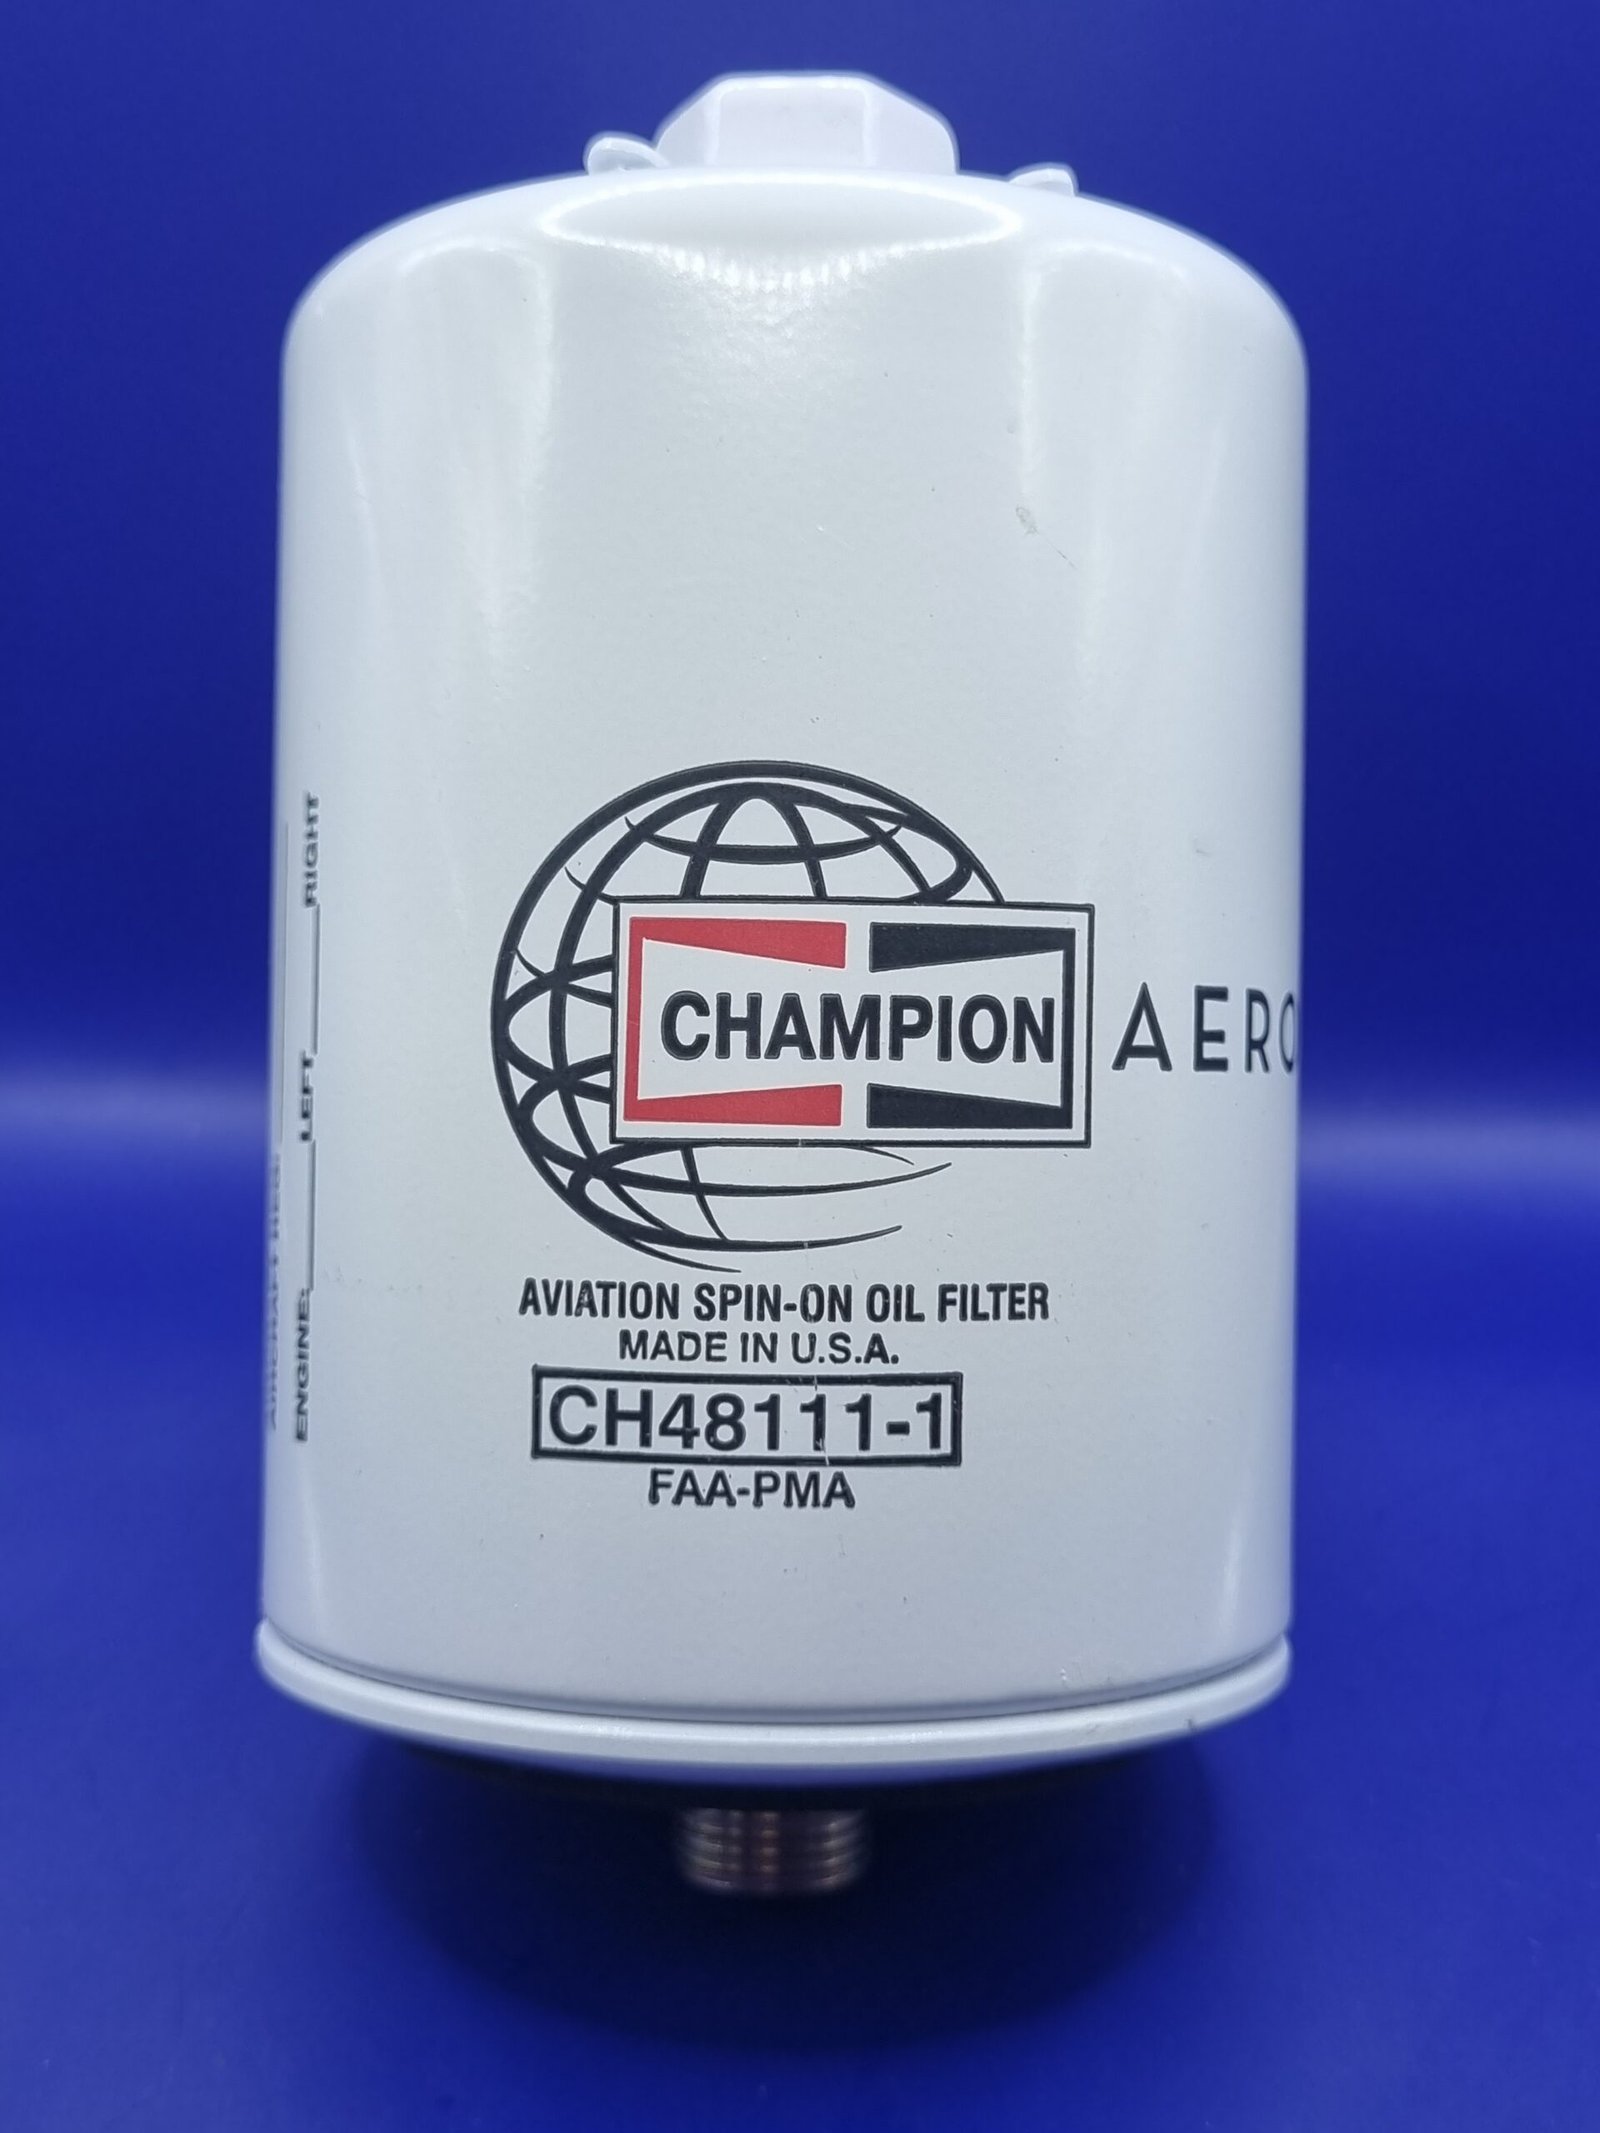 CHAMPION
AERO
AVIATION SPIN-ON OIL FILTER
MADE IN U.S.A.
CH48111-1
FAA-PMA
ENGINE: LEFT RIGHT